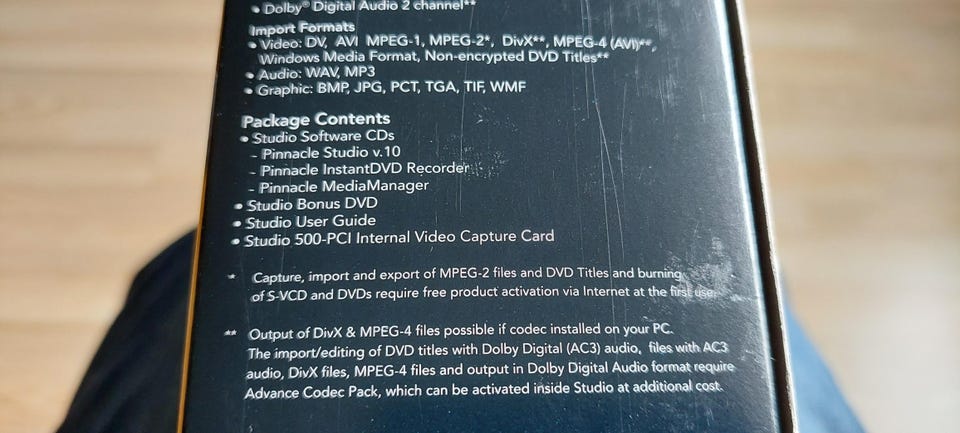 • Dolby® Digital Audio 2 channel**
Import Formats
• Video: DV, AVI MPEG-1, MPEG-2*, DivX**, MPEG-4 (AVI)**,
Windows Media Format, Non-encrypted DVD Titles**
• Audio: WAV, MP3
• Graphic: BMP, JPG, PCT, TGA, TIF, WMF
Package Contents
• Studio Software CDs
- Pinnacle Studio v.10
- Pinnacle InstantDVD Recorder
- Pinnacle MediaManager
• Studio Bonus DVD
• Studio User Guide
• Studio 500-PCI Internal Video Capture Card
* Capture, import and export of MPEG-2 files and DVD Titles and burning
of S-VCD and DVDs require free product activation via Internet at the first use.
** Output of DivX & MPEG-4 files possible if codec installed on your PC.
The import/editing of DVD titles with Dolby Digital (AC3) audio, files with AC3
audio, DivX files, MPEG-4 files and output in Dolby Digital Audio format require
Advance Codec Pack, which can be activated inside Studio at additional cost.